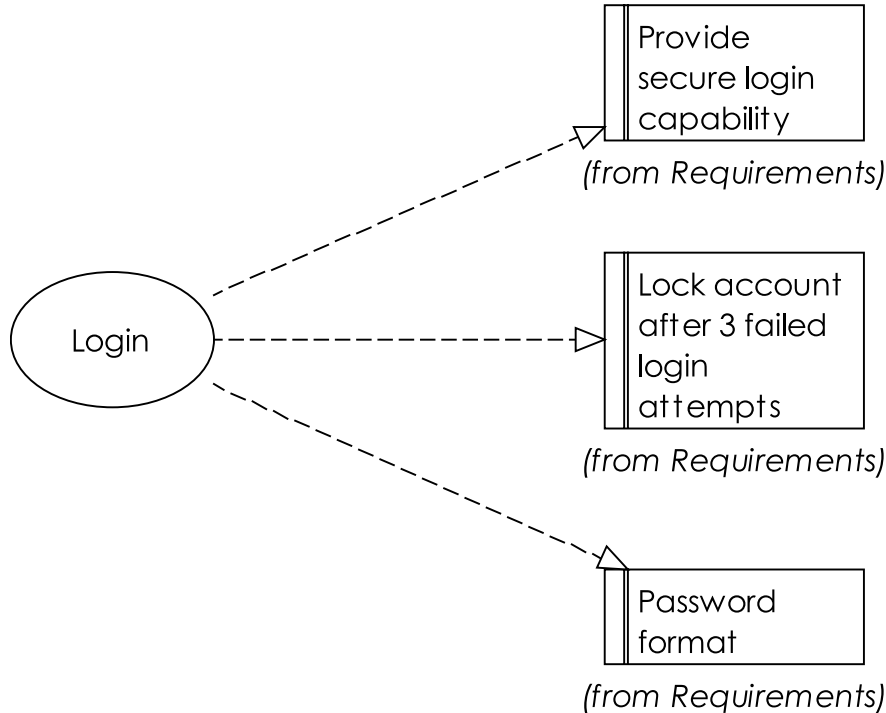 Provide
secure login
capability
(from Requirements)
Login
Lock account
after 3 failed
login
attempts
(from Requirements)
Password
format
(from Requirements)